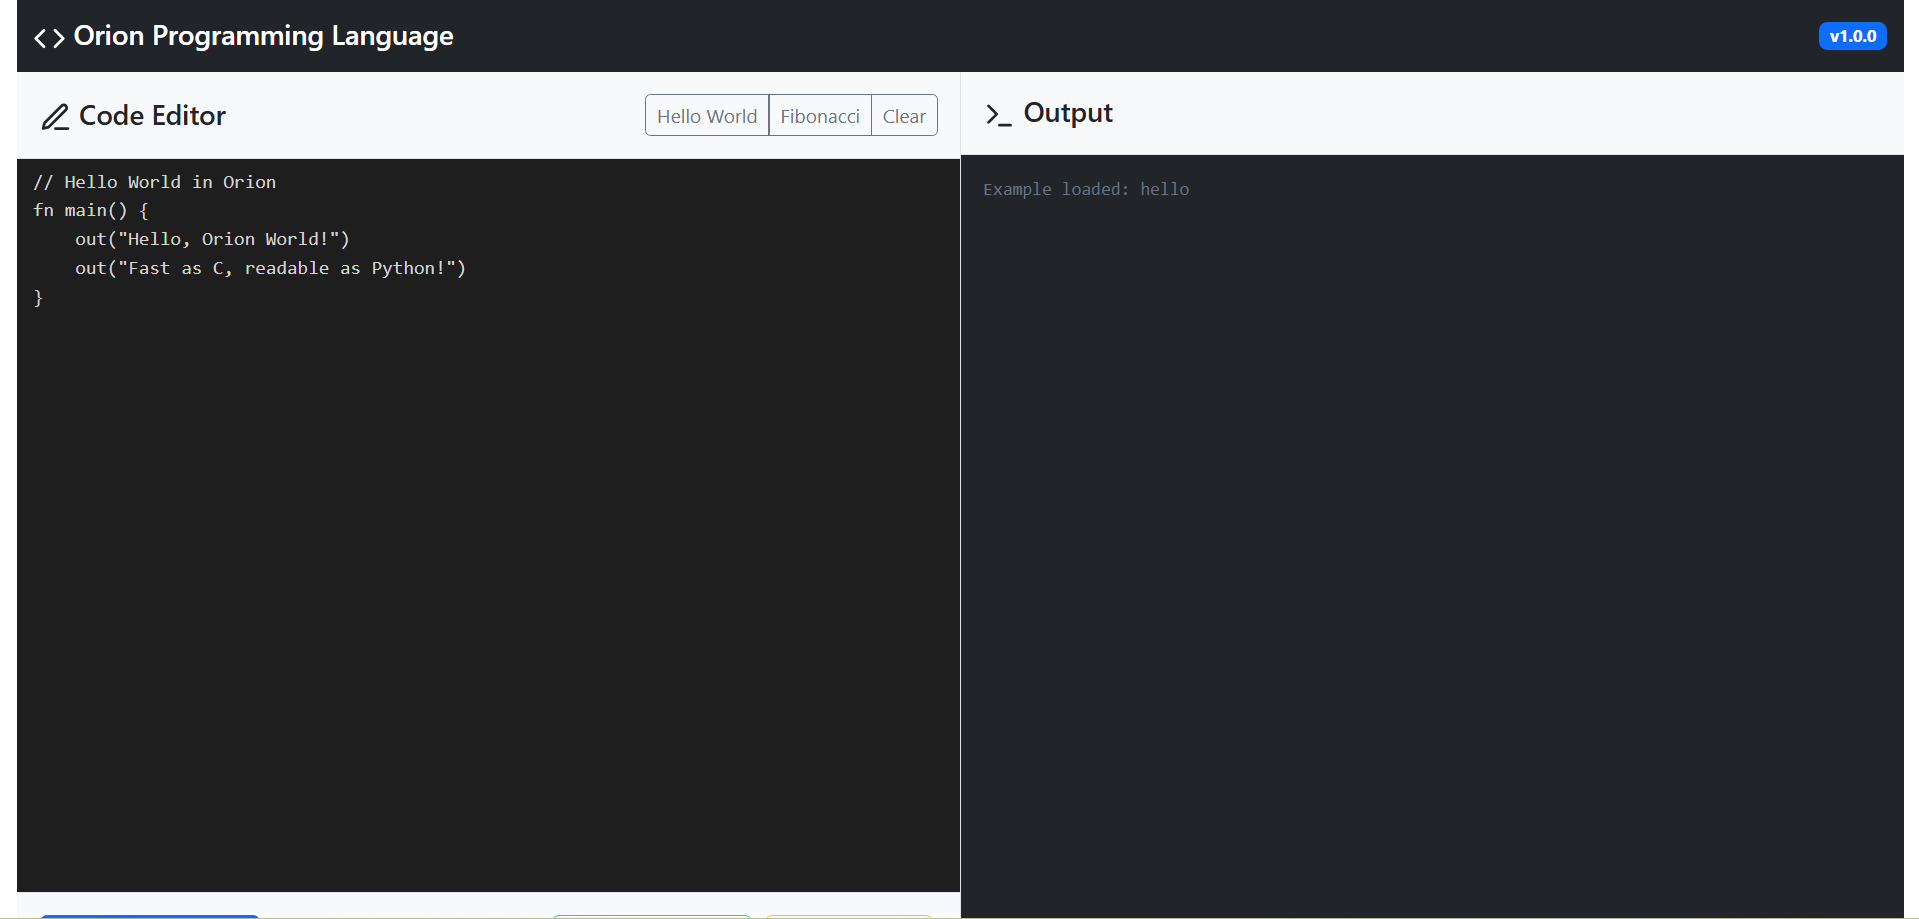 Orion Programming Language
v1.0.0
Code Editor
Hello World
Fibonacci
Clear
// Hello World in Orion
fn main() {
    out("Hello, Orion World!")
    out("Fast as C, readable as Python!")
}
Output
Example loaded: hello